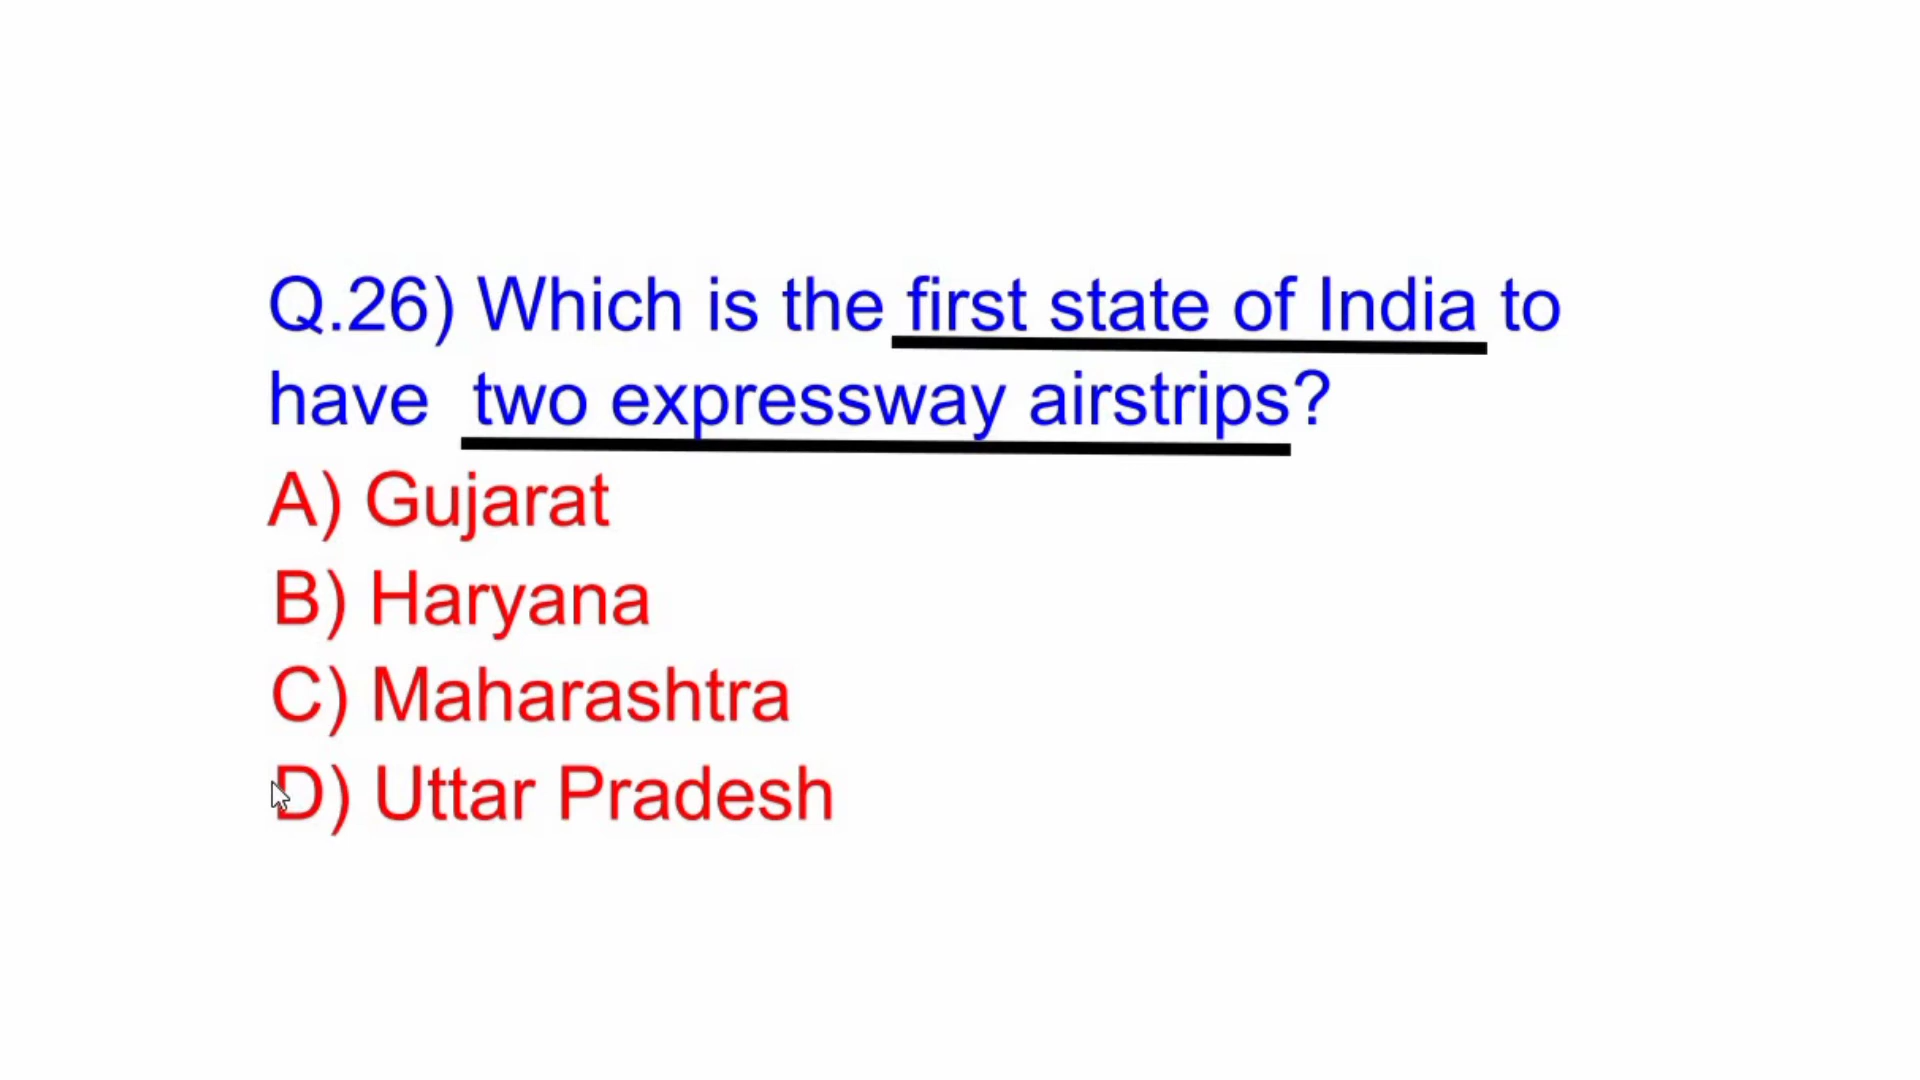 Q.26) Which is the first state of India to
have two expressway airstrips?
A) Gujarat
B) Haryana
C) Maharashtra
D) Uttar Pradesh